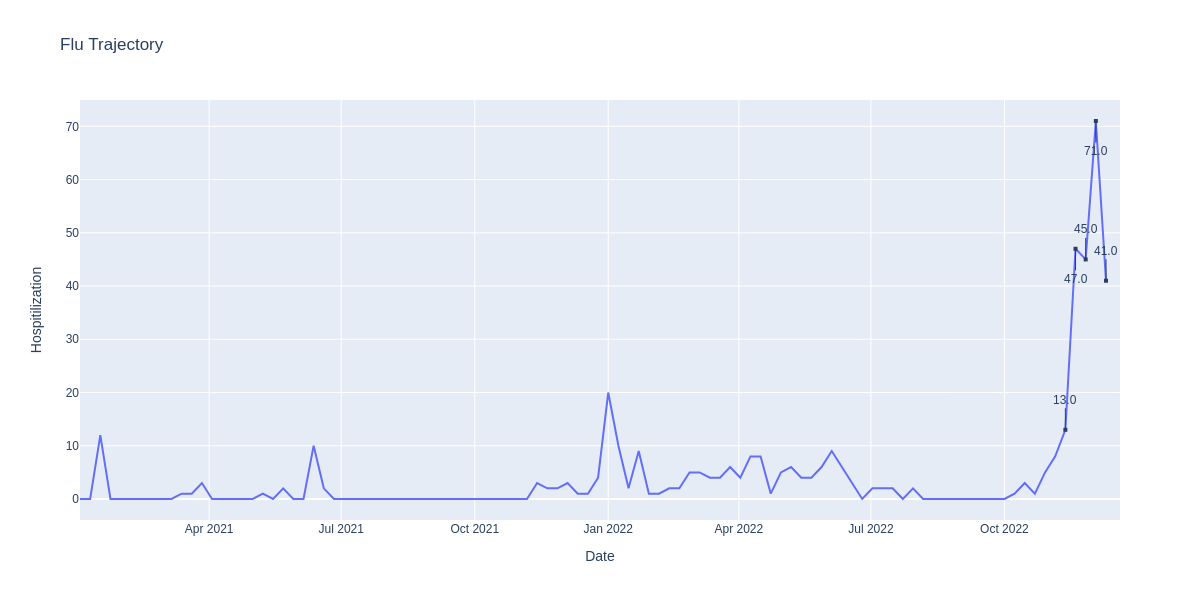 Flu Trajectory
70
60
50
40
30
20
10
0
Hospitilization
71.0
45.0
41.0
47.0
13.0
Apr 2021
Jul 2021
Oct 2021
Jan 2022
Apr 2022
Jul 2022
Oct 2022
Date